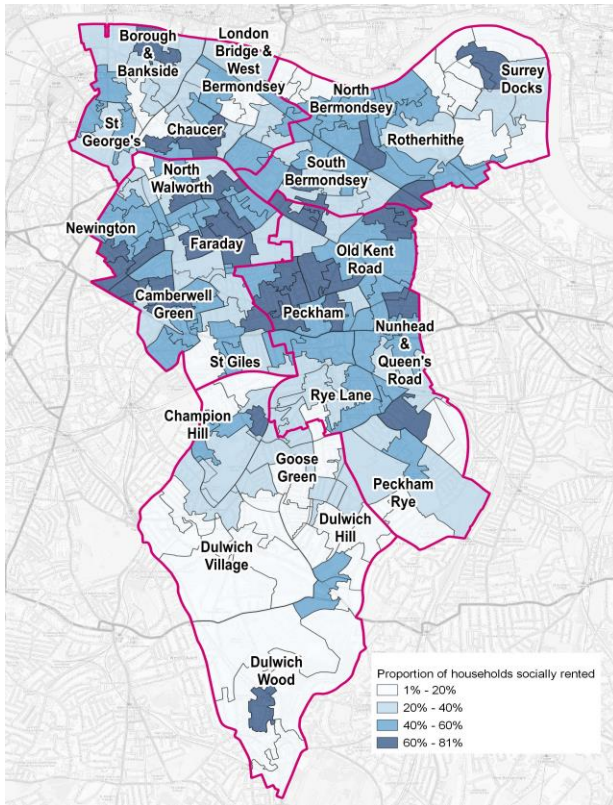 Borough
&
Bankside
London
Bridge &
West
Bermondsey
Surrey
Docks
North
Bermondsey
St
George's
Chaucer
Rotherhithe
South
Bermondsey
North
Walworth
Newington
Faraday
Old Kent
Road
Camberwell
Green
Peckham
Nunhead
&
Queen's
Road
St Giles
Rye Lane
Champion
Hill
Goose
Green
Peckham
Rye
Dulwich
Hill
Dulwich
Village
Dulwich
Wood
Proportion of households socially rented
1% - 20%
20% - 40%
40% - 60%
60% - 81%